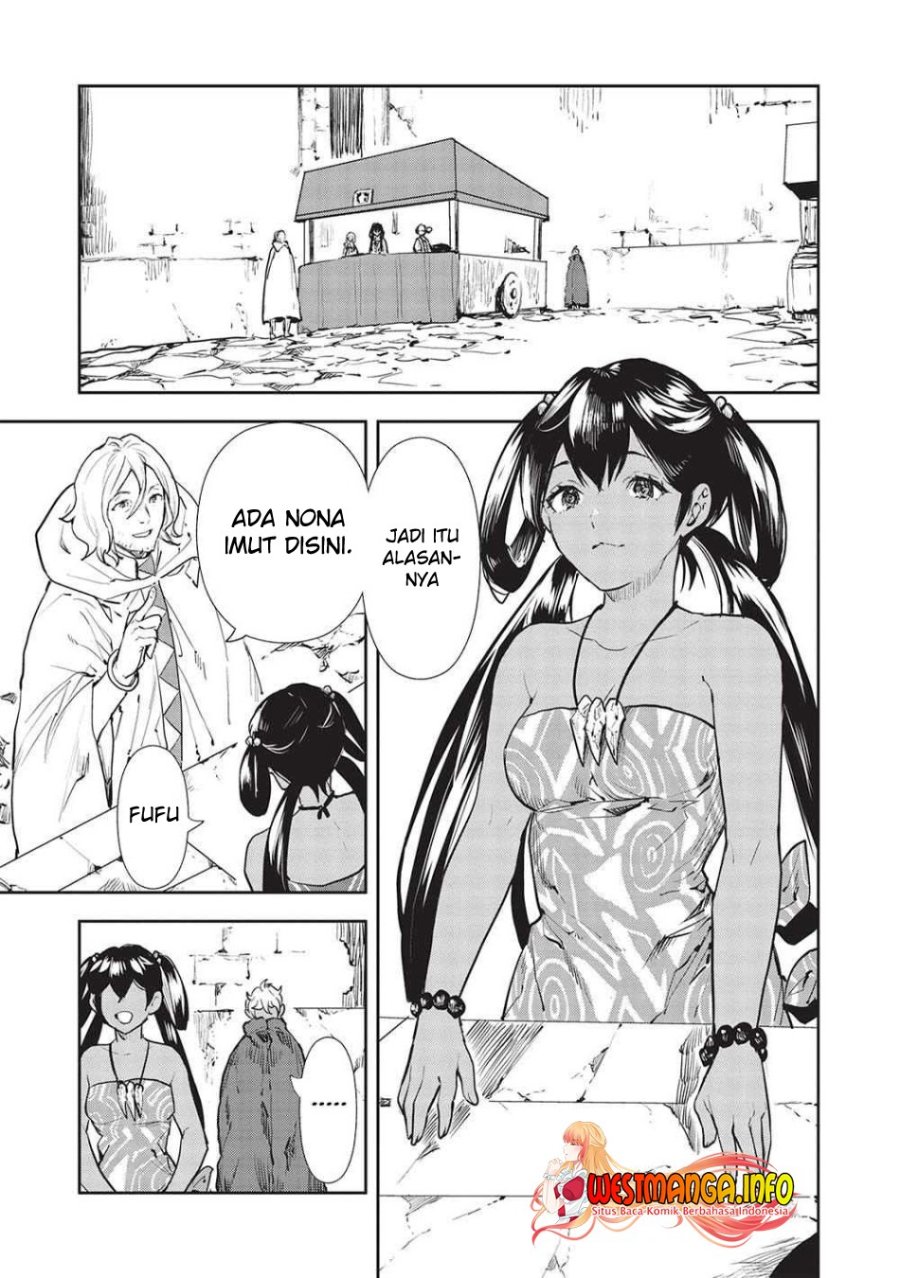 JADI ITU
ALASAN-
NYA
ADA NONA
IMUT DISINI.
FUFU
......
WESTMANGA.INFO
Situs Baca Komik Berbahasa Indonesia